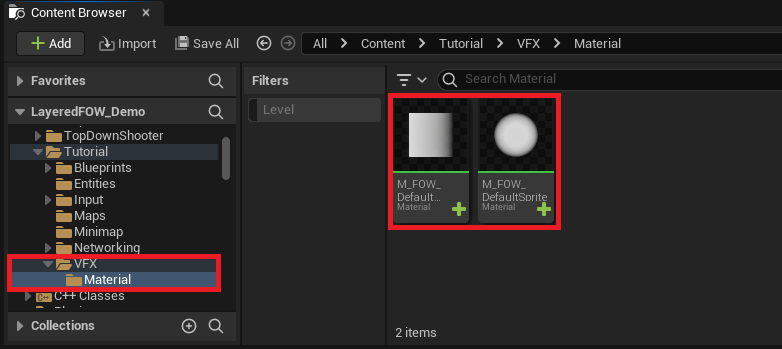 Content Browser
Add
Import
Save All
All
Content
Tutorial
VFX
Material
Favorites
LayeredFOW_Demo
TopDownShooter
Tutorial
Blueprints
Entities
Input
Maps
Minimap
Networking
VFX
Material
C++ Classes
Collections
Filters
Level
Search Material
M_FOW_
Default...
Material
M_FOW_
DefaultSprite
Material
2 items